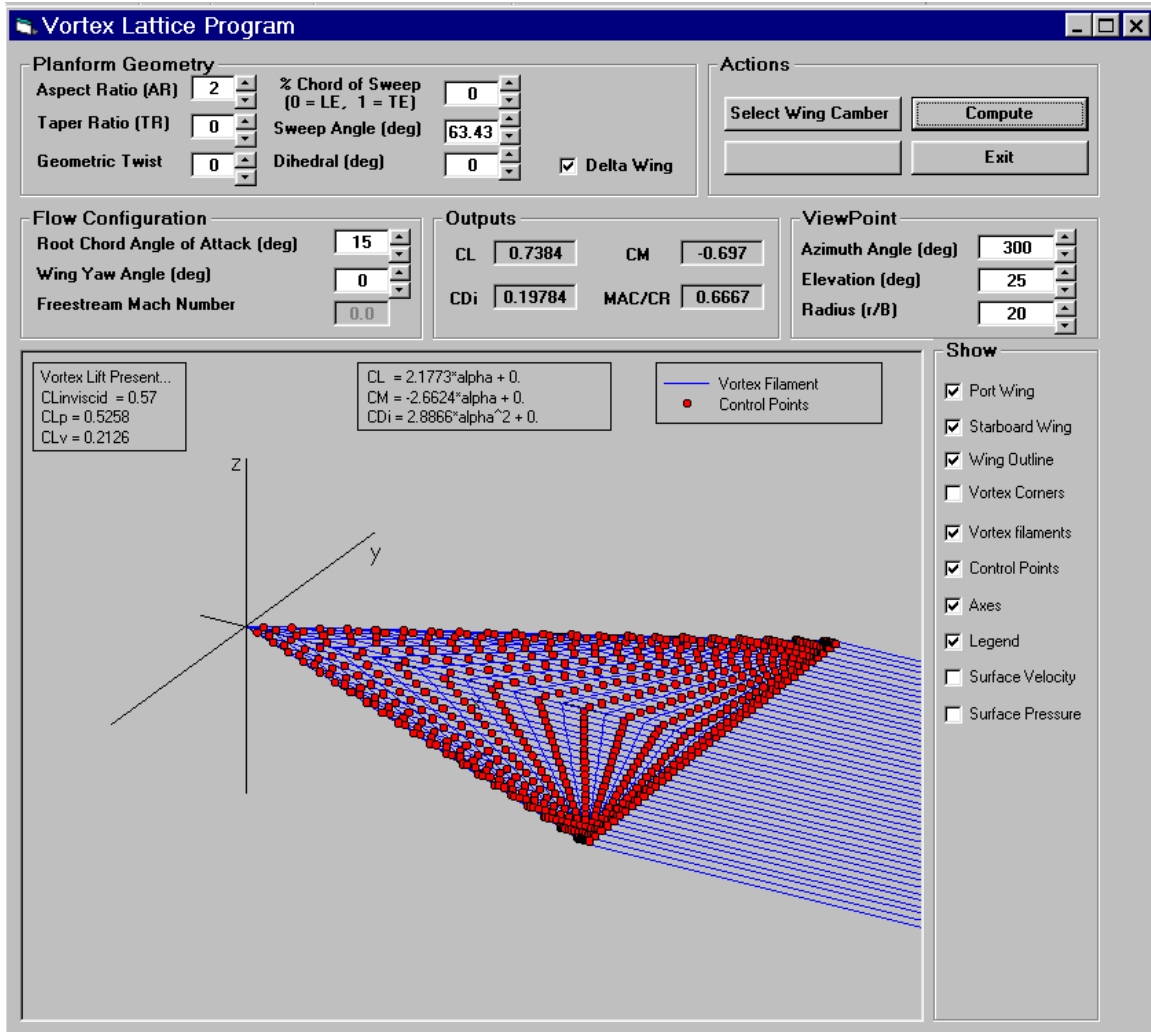 Vortex Lattice Program
Planform Geometry
Aspect Ratio (AR) 2
Taper Ratio (TR) 0
Geometric Twist 0
% Chord of Sweep
(0 = LE, 1 = TE) 0
Sweep Angle (deg) 63.43
Dihedral (deg) 0
Delta Wing
Actions
Select Wing Camber
Compute
Exit
Flow Configuration
Root Chord Angle of Attack (deg) 15
Wing Yaw Angle (deg) 0
Freestream Mach Number 0.0
Outputs
CL 0.7384 CM -0.697
CDi 0.19784 MAC/CR 0.6667
ViewPoint
Azimuth Angle (deg) 300
Elevation (deg) 25
Radius (r/B) 20
Vortex Lift Present...
CLinviscid = 0.57
CLp = 0.5258
CLv = 0.2126
CL = 2.1773*alpha + 0.
CM = -2.6624*alpha + 0.
CDi = 2.8866*alpha^2 + 0.
Vortex Filament
Control Points
z
y
Show
Port Wing
Starboard Wing
Wing Outline
Vortex Corners
Vortex filaments
Control Points
Axes
Legend
Surface Velocity
Surface Pressure